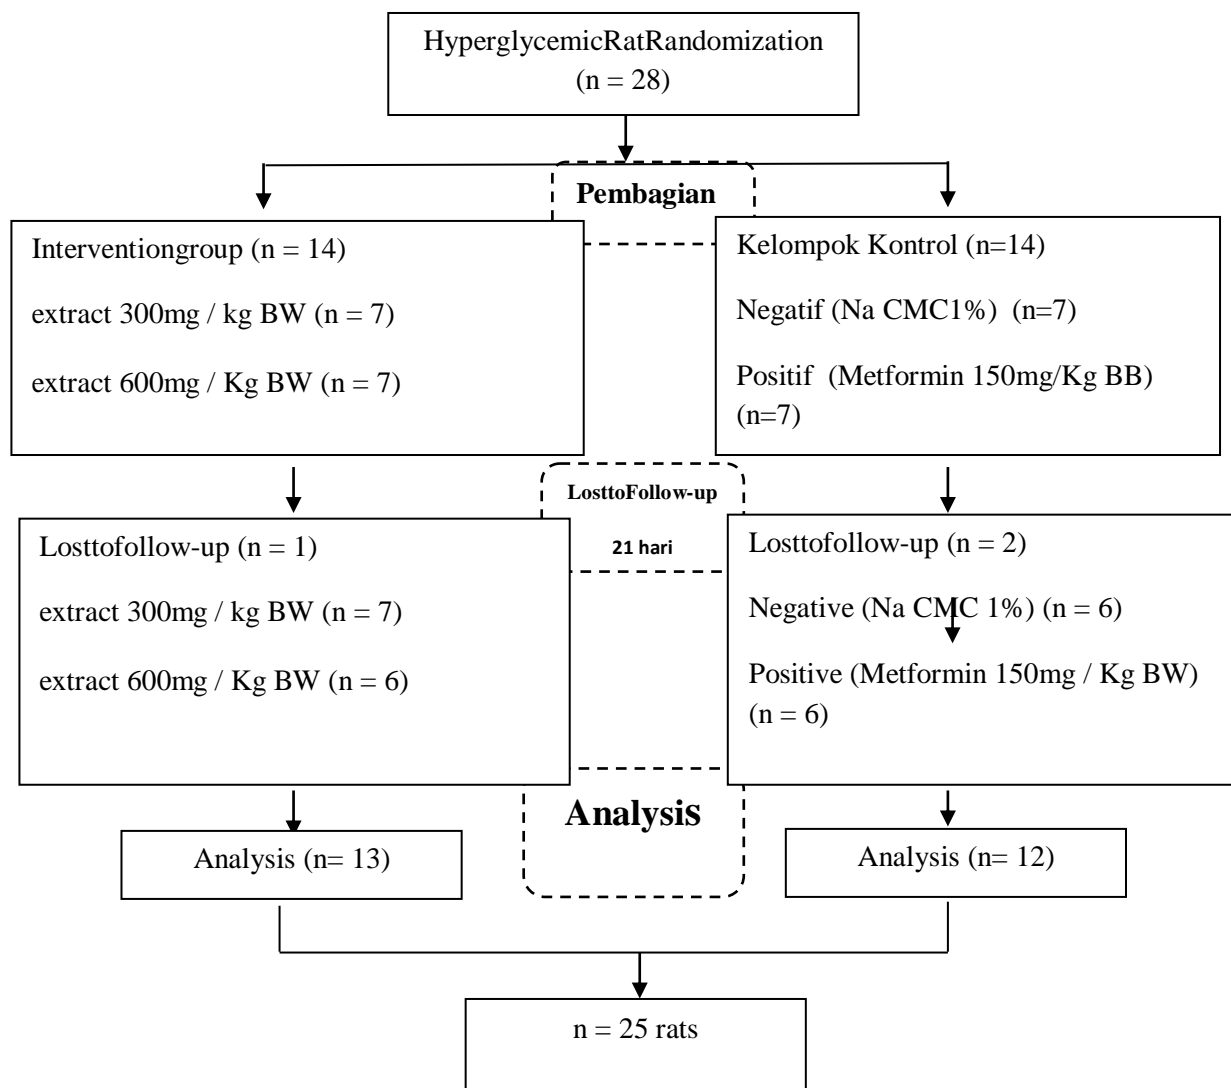 HyperglycemicRatRandomization
(n = 28)
Pembagian
Interventiongroup (n = 14)
extract 300mg / kg BW (n = 7)
extract 600mg / Kg BW (n = 7)
Kelompok Kontrol (n=14)
Negatif (Na CMC1%) (n=7)
Positif (Metformin 150mg/Kg BB)
(n=7)
LosttoFollow-up
21 hari
Losttofollow-up (n = 1)
extract 300mg / kg BW (n = 7)
extract 600mg / Kg BW (n = 6)
Losttofollow-up (n = 2)
Negative (Na CMC 1%) (n = 6)
Positive (Metformin 150mg / Kg BW)
(n = 6)
Analysis
Analysis (n= 13)
Analysis (n= 12)
n = 25 rats